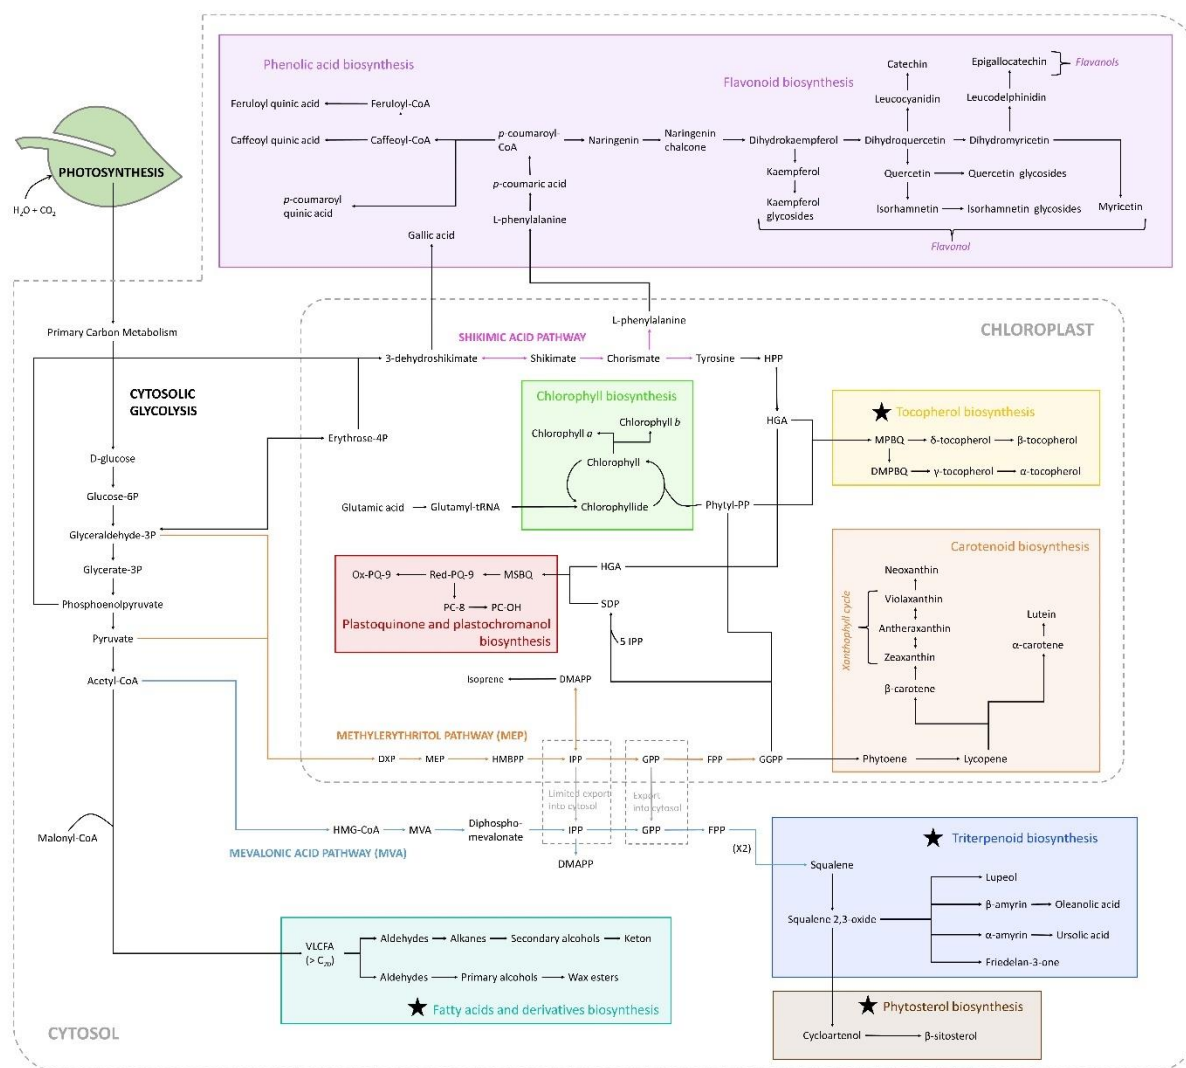 Phenolic acid biosynthesis
Flavonoid biosynthesis
Catechin
Epigallocatechin
Flavanols
Leucocyanidin
Leucodelphinidin
Feruloyl quinic acid
Feruloyl-CoA
Caffeoyl quinic acid
Caffeoyl-CoA
p-coumaroyl-
CoA
Naringenin
Naringenin
chalcone
Dihydrokaempferol
Dihydroquercetin
Dihydromyricetin
Kaempferol
Quercetin
Quercetin glycosides
p-coumaric acid
p-coumaroyl
quinic acid
L-phenylalanine
Kaempferol
glycosides
Isorhamnetin
Isorhamnetin glycosides
Myricetin
Gallic acid
Flavonol
PHOTOSYNTHESIS
H2O + CO2
Primary Carbon Metabolism
CHLOROPLAST
L-phenylalanine
SHIKIMIC ACID PATHWAY
3-dehydroshikimate
Shikimate
Chorismate
Tyrosine
HPP
CYTOSOLIC
GLYCOLYSIS
Chlorophyll biosynthesis
Chlorophyll a
Chlorophyll b
Chlorophyll
Chlorophyllide
HGA
Tocopherol biosynthesis
MPBQ
δ-tocopherol
β-tocopherol
DMPBQ
γ-tocopherol
α-tocopherol
Erythrose-4P
D-glucose
Glucose-6P
Glutamic acid
Glutamyl-tRNA
Phytyl-PP
Glyceraldehyde-3P
Glycerate-3P
Phosphoenolpyruvate
Pyruvate
Acetyl-CoA
Ox-PQ-9
Red-PQ-9
MSBQ
HGA
PC-8
PC-OH
SDP
Plastoquinone and plastochromanol
biosynthesis
5 IPP
Carotenoid biosynthesis
Neoxanthin
Violaxanthin
Antheraxanthin
Zeaxanthin
Xanthophyll cycle
β-carotene
Lutein
α-carotene
Isoprene
DMAPP
METHYLERYTHRITOL PATHWAY (MEP)
DXP
MEP
HMBPP
IPP
GPP
FPP
GGPP
Phytoene
Lycopene
Limited export
into cytosol
Export
into cytosol
Malonyl-CoA
HMG-CoA
MVA
Diphospho-
mevalonate
IPP
GPP
FPP
(X2)
MEVALONIC ACID PATHWAY (MVA)
DMAPP
Triterpenoid biosynthesis
Squalene
Lupeol
β-amyrin
Oleanolic acid
Squalene 2,3-oxide
α-amyrin
Ursolic acid
Friedelan-3-one
VLCFA
(> C20)
Aldehydes
Alkanes
Secondary alcohols
Keton
Aldehydes
Primary alcohols
Wax esters
Fatty acids and derivatives biosynthesis
Phytosterol biosynthesis
Cycloartenol
β-sitosterol
CYTOSOL